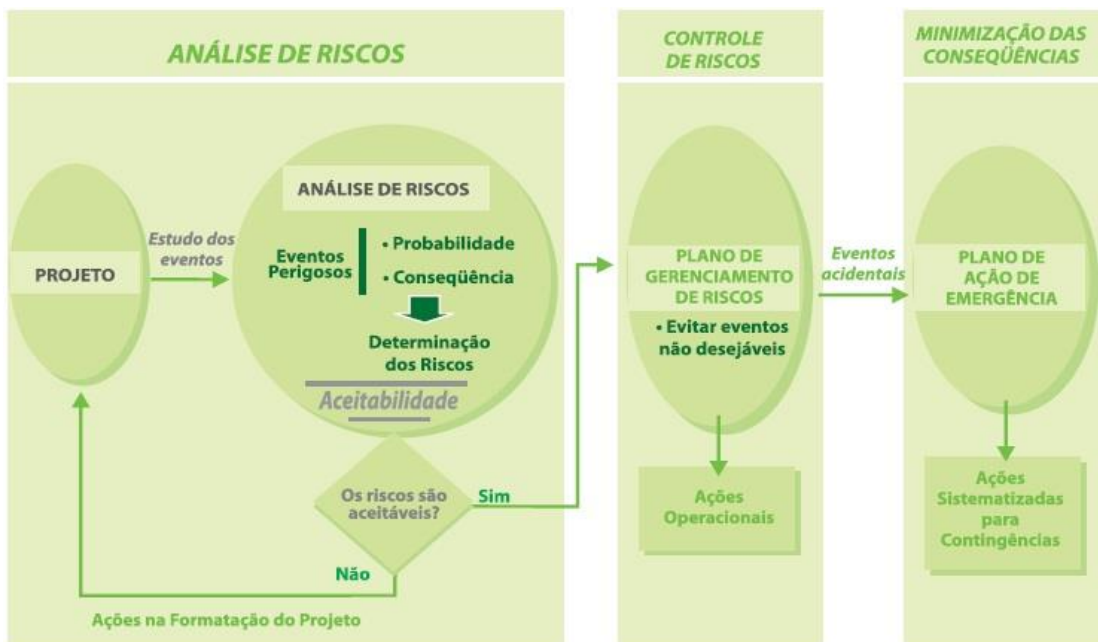 ANÁLISE DE RISCOS
CONTROLE
DE RISCOS
MINIMIZAÇÃO DAS
CONSEQÜÊNCIAS
PROJETO
Estudo dos
eventos
ANÁLISE DE RISCOS
Eventos
Perigosos
• Probabilidade
• Conseqüência
Determinação
dos Riscos
Aceitabilidade
Os riscos são
aceitáveis?
Sim
Não
Ações na Formatação do Projeto
PLANO DE
GERENCIAMENTO
DE RISCOS
• Evitar eventos
não desejáveis
Ações
Operacionais
Eventos
acidentais
PLANO DE
AÇÃO DE
EMERGÊNCIA
Ações
Sistematizadas
para
Contingências